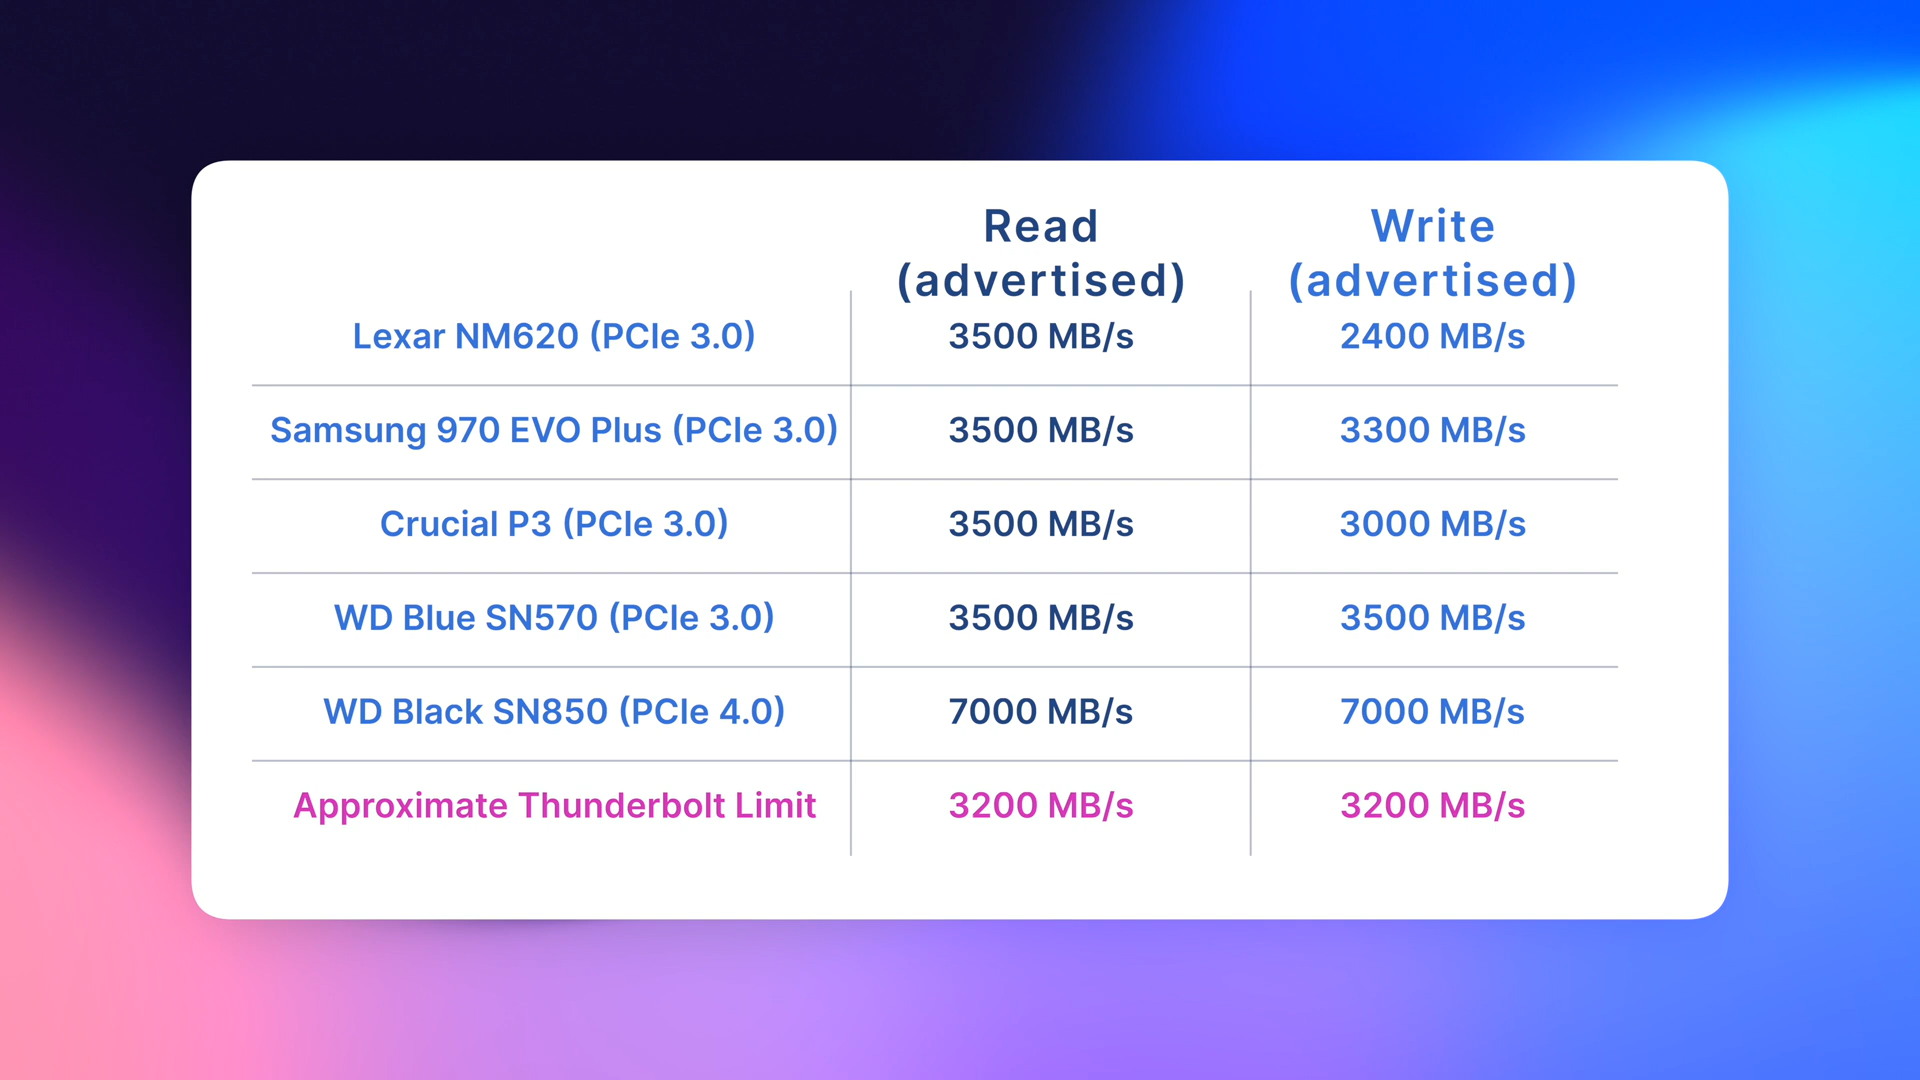 Read Write
(advertised) (advertised)
Lexar NM620 (PCIe 3.0) 3500 MB/s 2400 MB/s
Samsung 970 EVO Plus (PCIe 3.0) 3500 MB/s 3300 MB/s
Crucial P3 (PCIe 3.0) 3500 MB/s 3000 MB/s
WD Blue SN570 (PCIe 3.0) 3500 MB/s 3500 MB/s
WD Black SN850 (PCIe 4.0) 7000 MB/s 7000 MB/s
Approximate Thunderbolt Limit 3200 MB/s 3200 MB/s